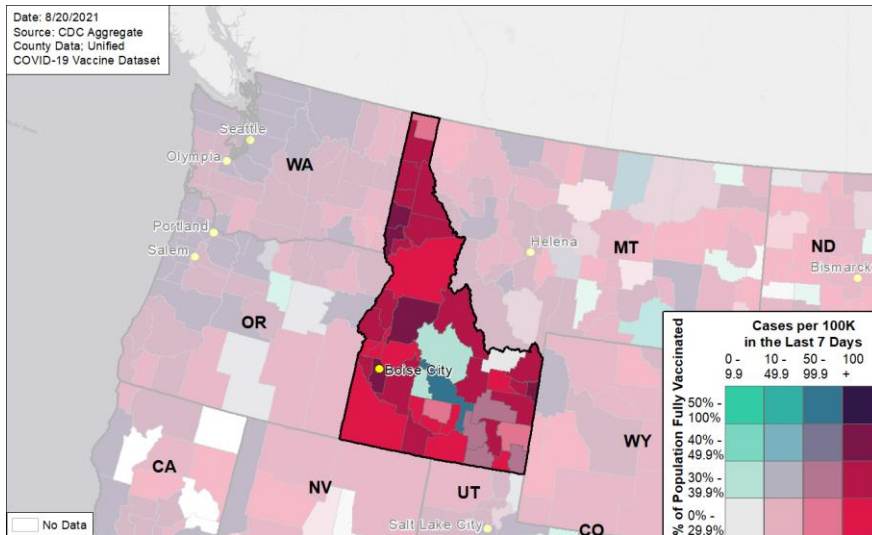 Date: 8/20/2021
Source: CDC Aggregate
County Data; Unified
COVID-19 Vaccine Dataset
Seattle
Olympia
WA
Portland
Salem
Helena
MT
ND
Bismarck
OR
Boise City
WY
CA
NV
UT
Salt Lake City
CO
No Data
Cases per 100K
in the Last 7 Days
0 - 10 - 50 - 100
9.9 49.9 99.9 +
% of Population Fully Vaccinated
50% -
100%
40% -
49.9%
30% -
39.9%
0% -
29.9%